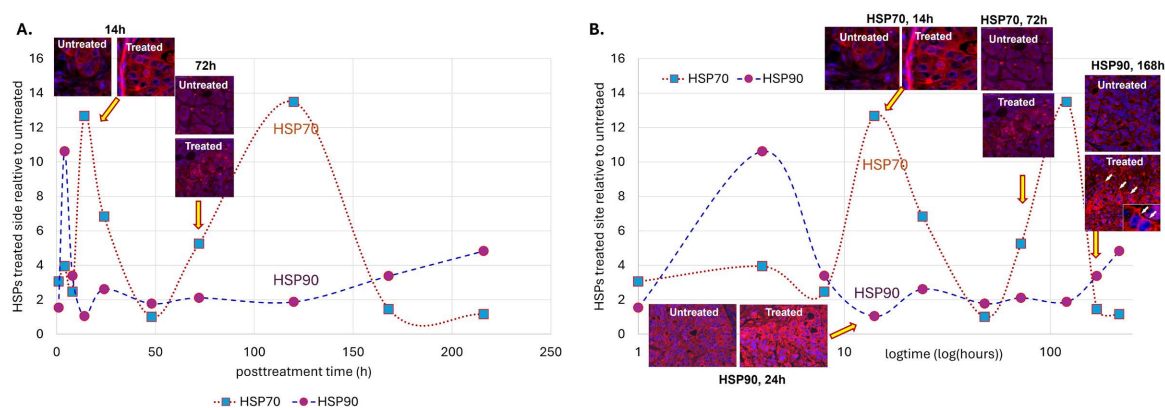 A.
14h
Untreated
Treated
72h
Untreated
Treated
HSPs treated side realtive to untreated
16
14
12
10
8
6
4
2
0
HSP70
HSP90
0
50
100
150
200
250
posttreatment time (h)
HSP70
HSP90
B.
HSP70, 14h
Untreated
Treated
HSP70, 72h
Untreated
Treated
HSP90, 168h
Untreated
Treated
HSPs treated site relative to untretaed
16
14
12
10
8
6
4
2
0
HSP70
HSP90
HSP70
HSP90
Untreated
Treated
HSP90, 24h
1
10
100
logtime (log(hours))